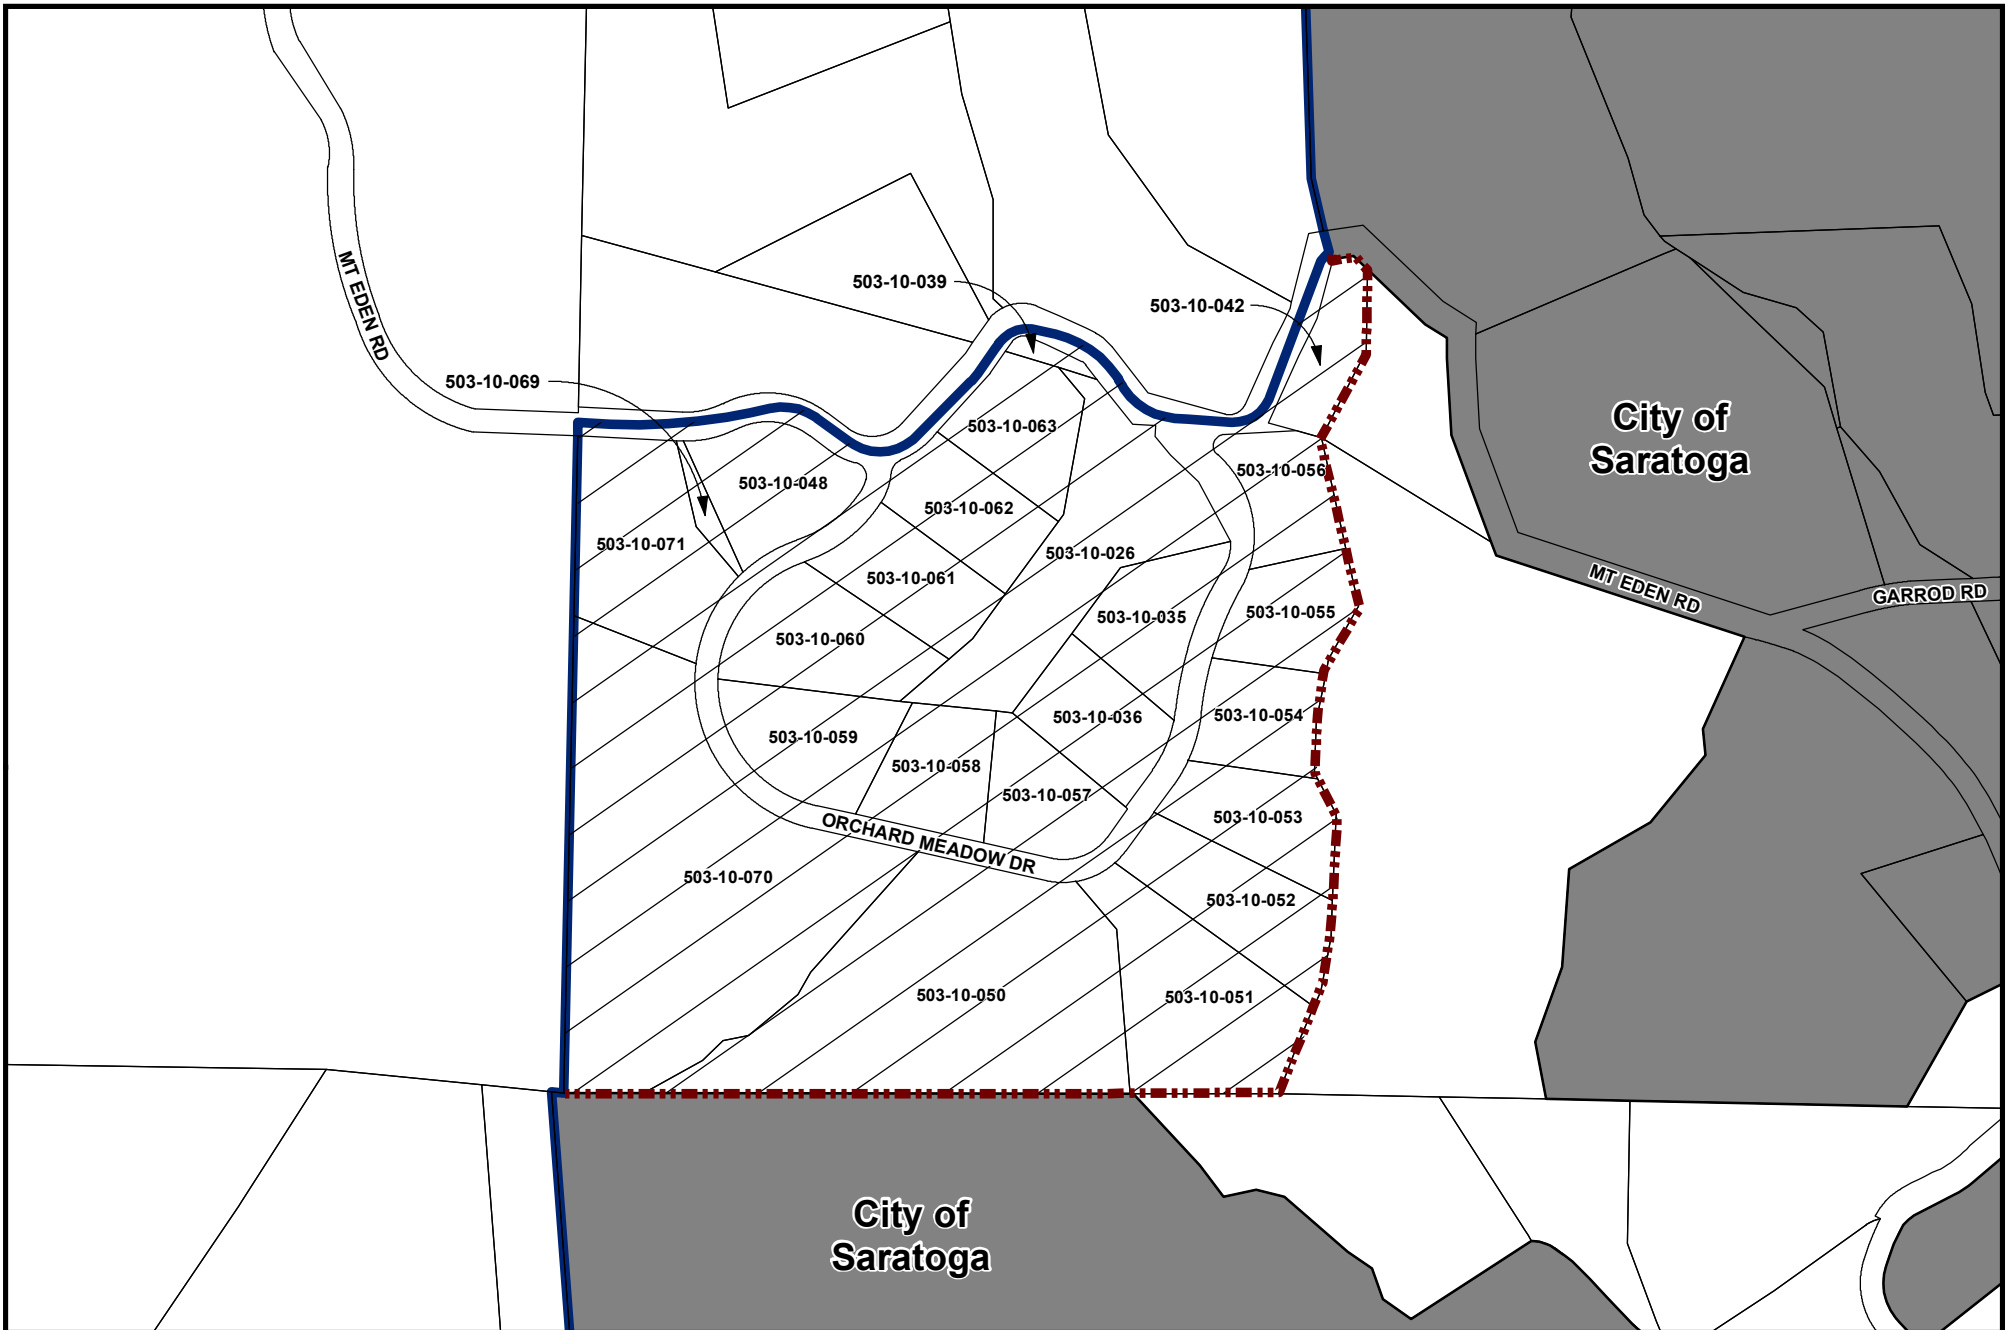 503-10-039
503-10-042
MT EDEN RD
503-10-069
City of
Saratoga
503-10-063
503-10-056
503-10-048
503-10-062
503-10-071
503-10-026
503-10-061
MT EDEN RD
GARROD RD
503-10-035
503-10-055
503-10-060
503-10-036
503-10-054
503-10-059
503-10-058
503-10-057
503-10-053
ORCHARD MEADOW DR
503-10-070
503-10-052
503-10-050
503-10-051
City of
Saratoga